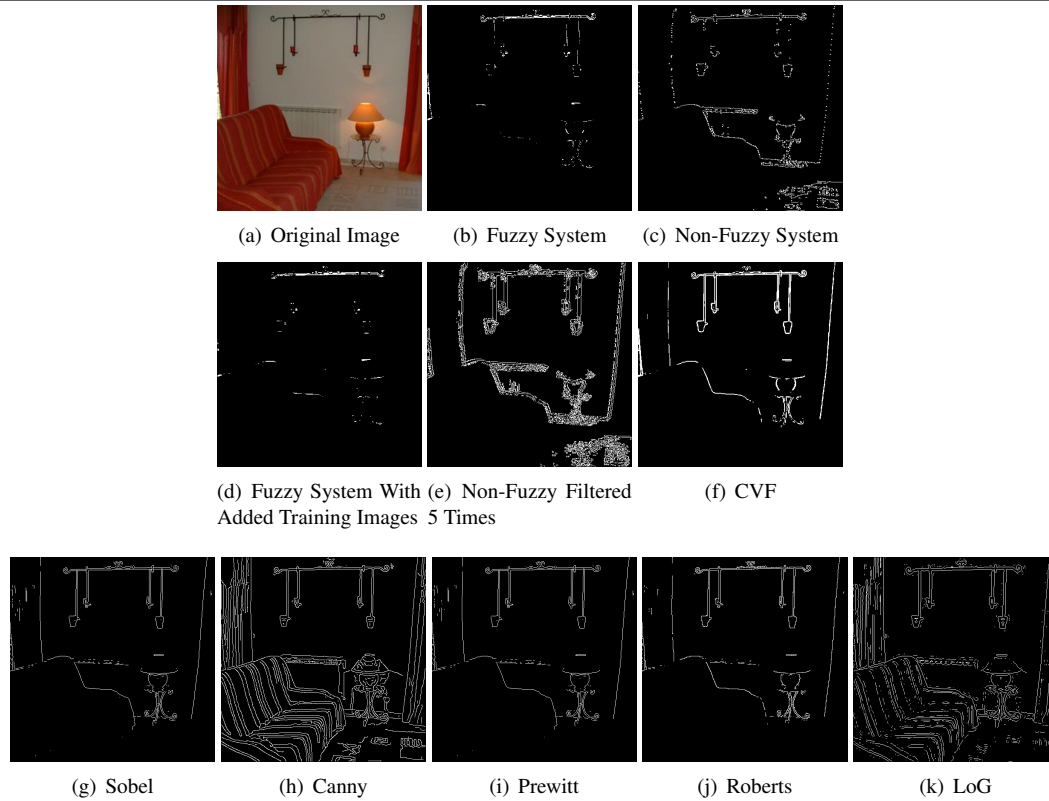 (a) Original Image
(b) Fuzzy System
(c) Non-Fuzzy System
(d) Fuzzy System With
Added Training Images
(e) Non-Fuzzy Filtered
5 Times
(f) CVF
(g) Sobel
(h) Canny
(i) Prewitt
(j) Roberts
(k) LoG